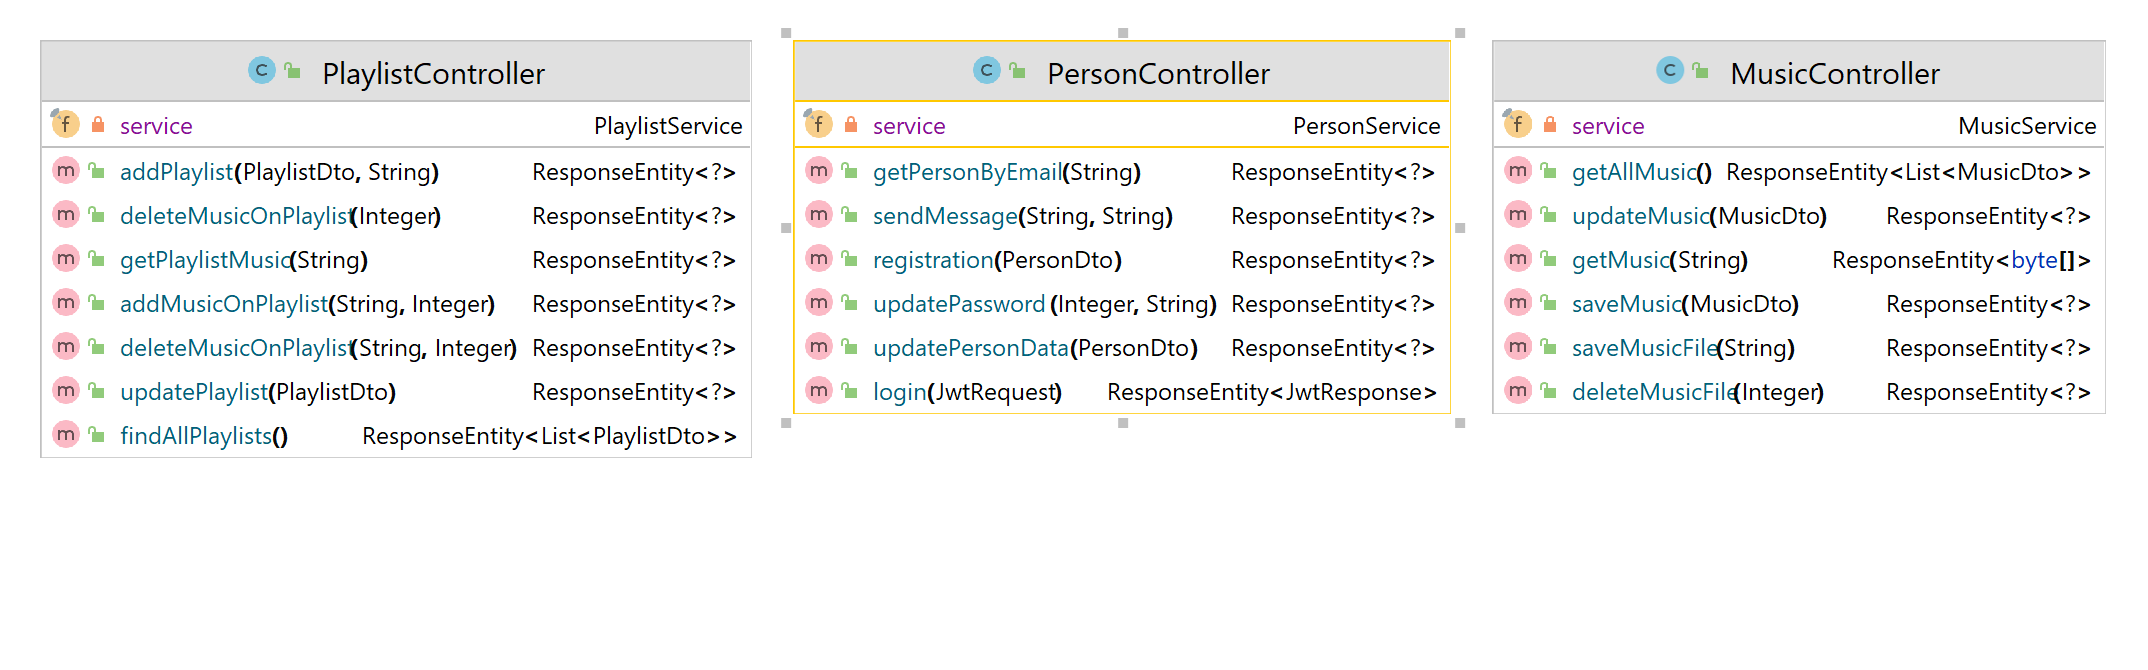 PlaylistController
service PlaylistService
addPlaylist(PlaylistDto, String) ResponseEntity<?>
deleteMusicOnPlaylist(Integer) ResponseEntity<?>
getPlaylistMusic(String) ResponseEntity<?>
addMusicOnPlaylist(String, Integer) ResponseEntity<?>
deleteMusicOnPlaylist(String, Integer) ResponseEntity<?>
updatePlaylist(PlaylistDto) ResponseEntity<?>
findAllPlaylists() ResponseEntity<List<PlaylistDto>>
PersonController
service PersonService
getPersonByEmail(String) ResponseEntity<?>
sendMessage(String, String) ResponseEntity<?>
registration(PersonDto) ResponseEntity<?>
updatePassword (Integer, String) ResponseEntity<?>
updatePersonData(PersonDto) ResponseEntity<?>
login(JwtRequest) ResponseEntity<JwtResponse>
MusicController
service MusicService
getAllMusic() ResponseEntity<List<MusicDto>>
updateMusic(MusicDto) ResponseEntity<?>
getMusic(String) ResponseEntity<byte[]>
saveMusic(MusicDto) ResponseEntity<?>
saveMusicFile(String) ResponseEntity<?>
deleteMusicFile(Integer) ResponseEntity<?>